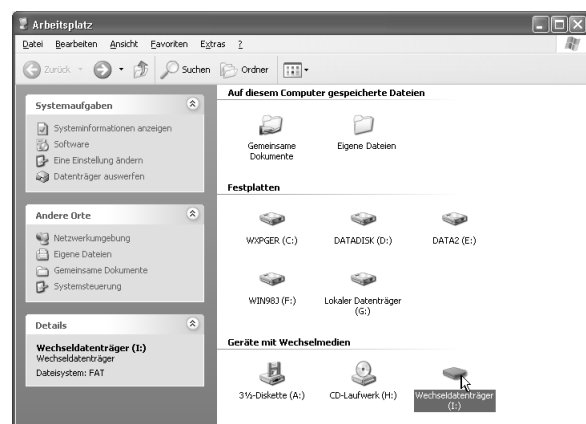 Arbeitsplatz
Datei Bearbeiten Ansicht Favoriten Extras ?
Zurück Suchen Ordner
Systemaufgaben
Systeminformationen anzeigen
Software
Eine Einstellung ändern
Datenträger auswerfen
Andere Orte
Netzwerkumgebung
Eigene Dateien
Gemeinsame Dokumente
Systemsteuerung
Details
Wechseldatenträger (I:)
Wechseldatenträger
Dateisystem: FAT
Auf diesem Computer gespeicherte Dateien
Gemeinsame
Dokumente
Eigene Dateien
Festplatten
WXPGER (C:)
DATADISK (D:)
DATA2 (E:)
WIN98J (F:)
Lokaler Datenträger
(G:)
Geräte mit Wechselmedien
3½-Diskette (A:)
CD-Laufwerk (H:)
Wechseldatenträger
(I:)